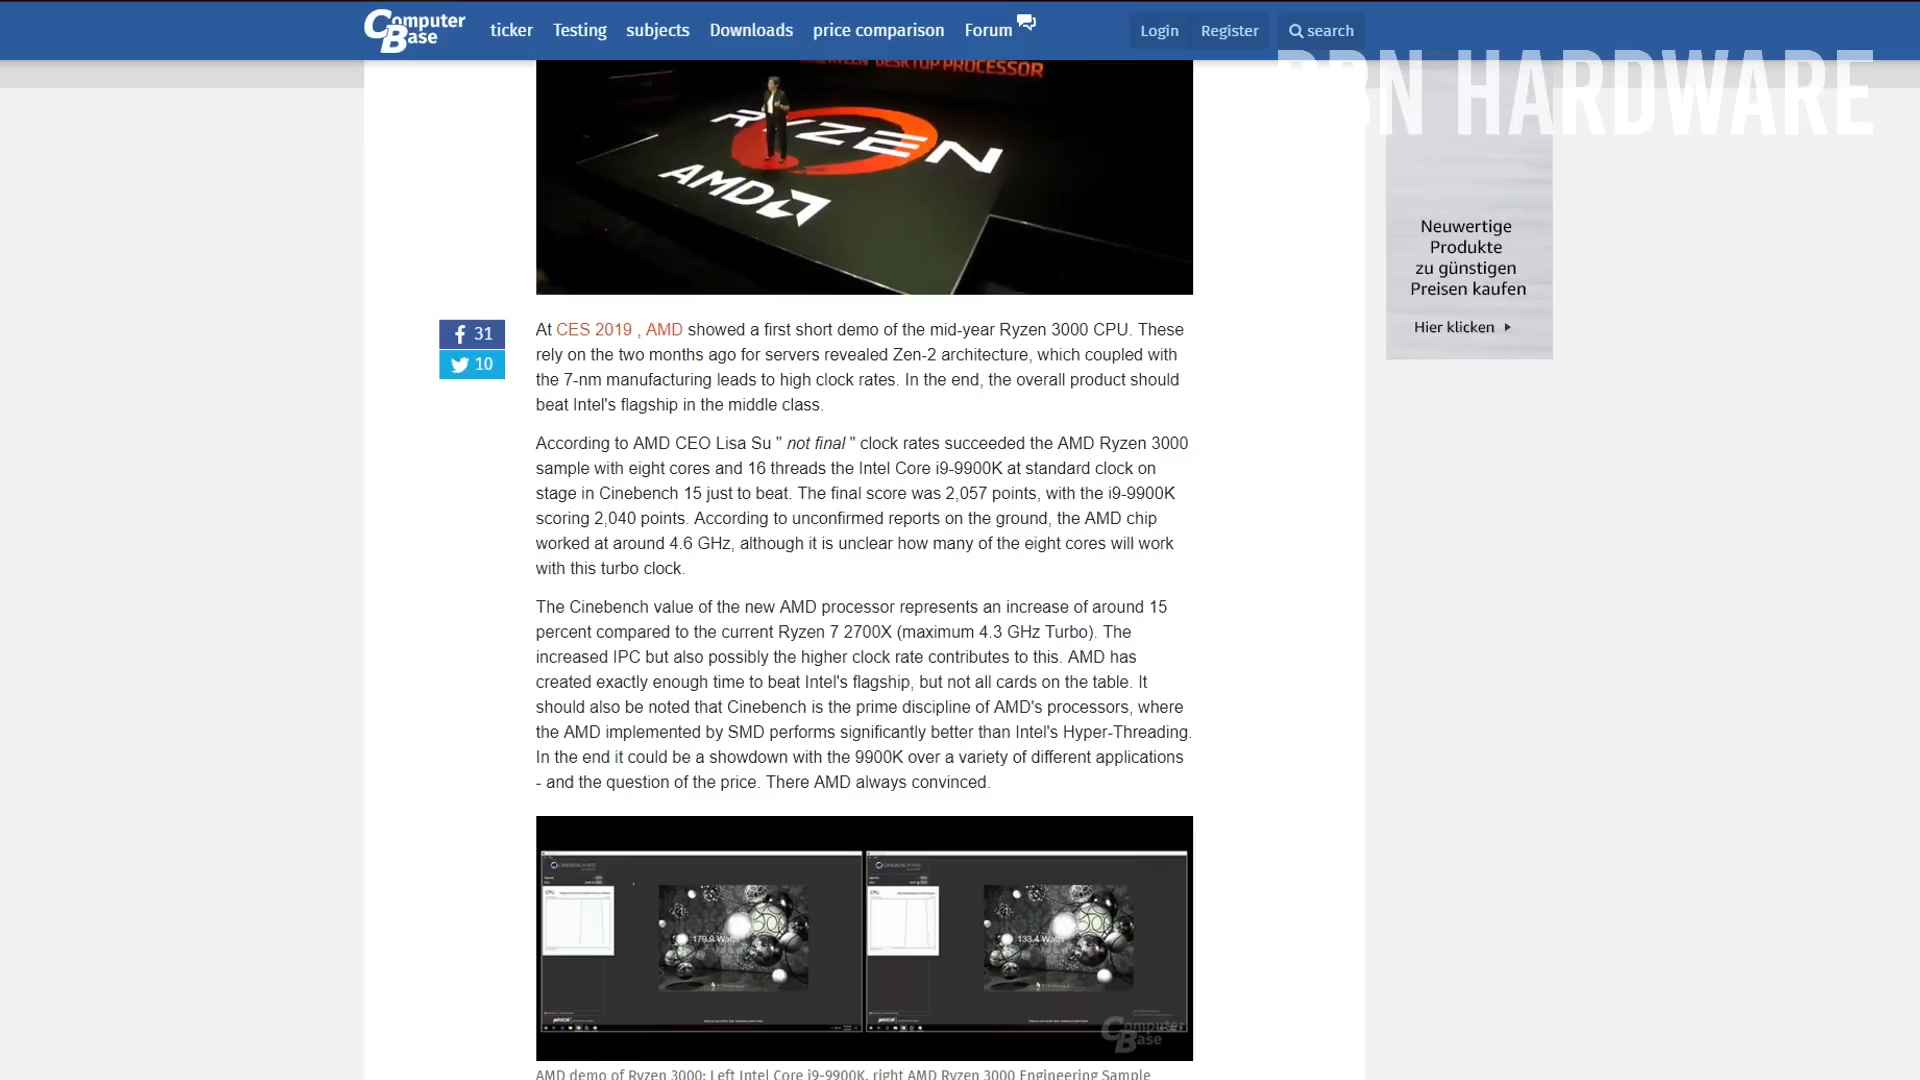 Computer Base
ticker Testing subjects Downloads price comparison Forum Login Register search
DESKTOP PROCESSOR
RYZEN
AMD
HARDWARE
Neuwertige
Produkte
zu günstigen
Preisen kaufen
Hier klicken
31
10
At CES 2019 , AMD showed a first short demo of the mid-year Ryzen 3000 CPU. These
rely on the two months ago for servers revealed Zen-2 architecture, which coupled with
the 7-nm manufacturing leads to high clock rates. In the end, the overall product should
beat Intel's flagship in the middle class.
According to AMD CEO Lisa Su " not final " clock rates succeeded the AMD Ryzen 3000
sample with eight cores and 16 threads the Intel Core i9-9900K at standard clock on
stage in Cinebench 15 just to beat. The final score was 2,057 points, with the i9-9900K
scoring 2,040 points. According to unconfirmed reports on the ground, the AMD chip
worked at around 4.6 GHz, although it is unclear how many of the eight cores will work
with this turbo clock.
The Cinebench value of the new AMD processor represents an increase of around 15
percent compared to the current Ryzen 7 2700X (maximum 4.3 GHz Turbo). The
increased IPC but also possibly the higher clock rate contributes to this. AMD has
created exactly enough time to beat Intel's flagship, but not all cards on the table. It
should also be noted that Cinebench is the prime discipline of AMD's processors, where
the AMD implemented by SMD performs significantly better than Intel's Hyper-Threading.
In the end it could be a showdown with the 9900K over a variety of different applications
- and the question of the price. There AMD always convinced.
179.9 Watts
133.4 Watts
Computer Base
AMD demo of Ryzen 3000: Left Intel Core i9-9900K, right AMD Ryzen 3000 Engineering Sample